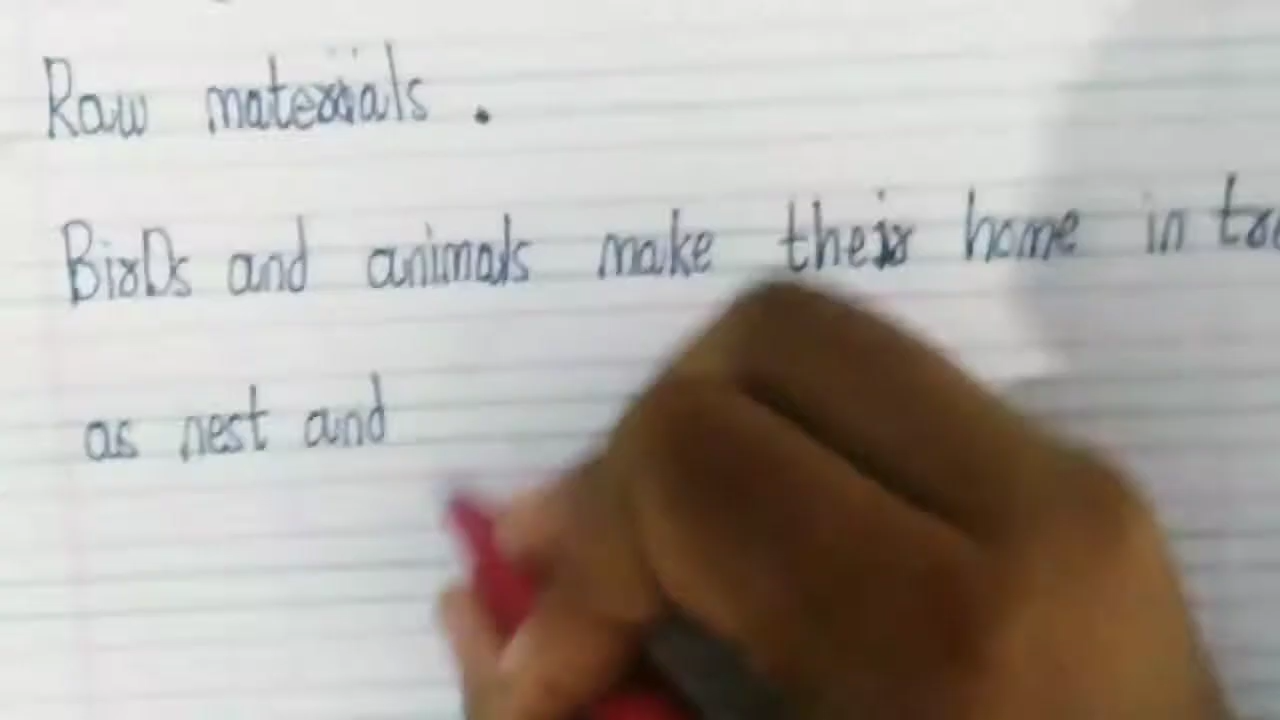 Raw materials .
BirDs and animals make their home in
as nest and